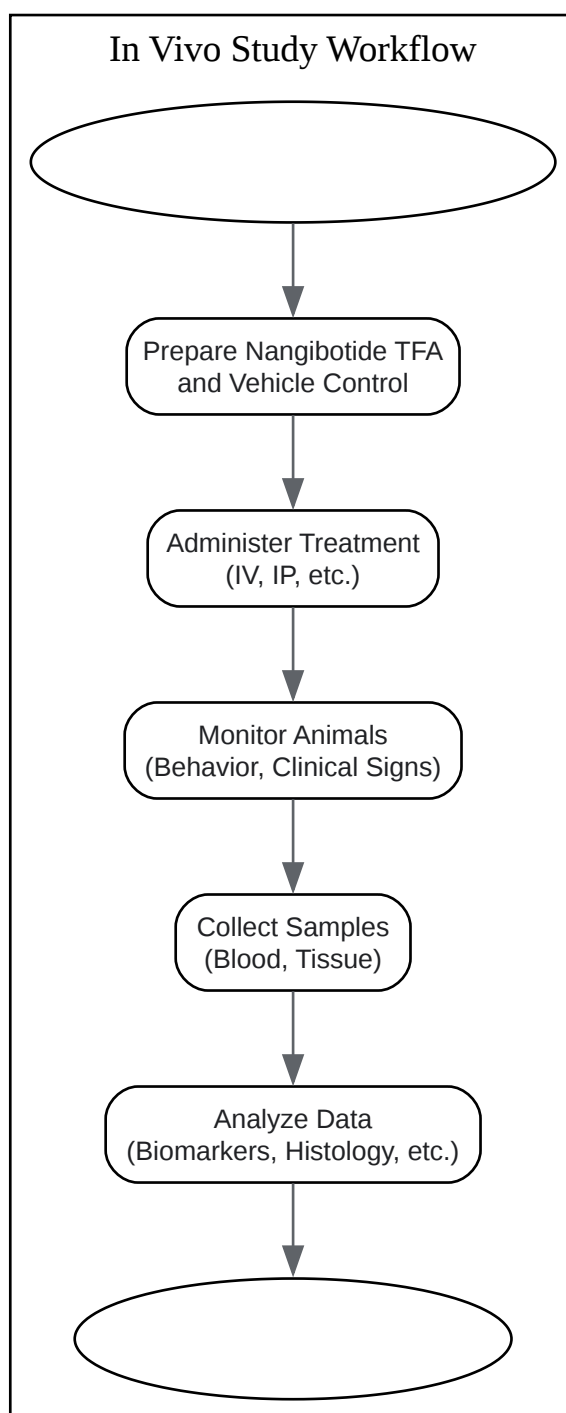 In Vivo Study Workflow
Prepare Nangibotide TFA
and Vehicle Control
Administer Treatment
(IV, IP, etc.)
Monitor Animals
(Behavior, Clinical Signs)
Collect Samples
(Blood, Tissue)
Analyze Data
(Biomarkers, Histology, etc.)